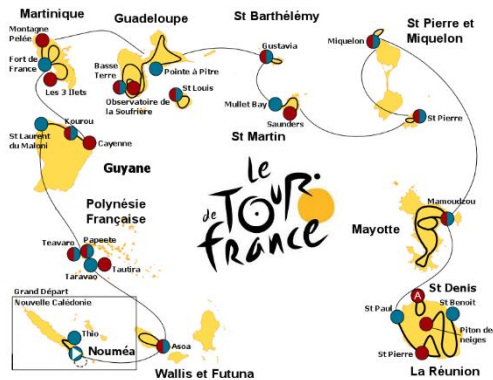 Martinique
Montagne
Pelée
Fort de
France
Les 3 Ilets
Guadeloupe
Basse
Terre
Pointe à Pitre
Observatoire de
la Soufrière
St Louis
St Barthélémy
Gustavia
Mullet Bay
Saunders
St Martin
St Pierre et
Miquelon
Miquelon
St Pierre
Kourou
St Laurent
du Maloni
Cayenne
Guyane
Le
TOUR
de
france
Polynésie
Française
Papeete
Teavaro
Taravao
Tautira
Mamoudzou
Mayotte
Grand Départ
Nouvelle Calédonie
Thio
Nouméa
Asoa
Wallis et Futuna
St Denis
A
St Paul
St Benoit
Piton de
neiges
St Pierre
La Réunion